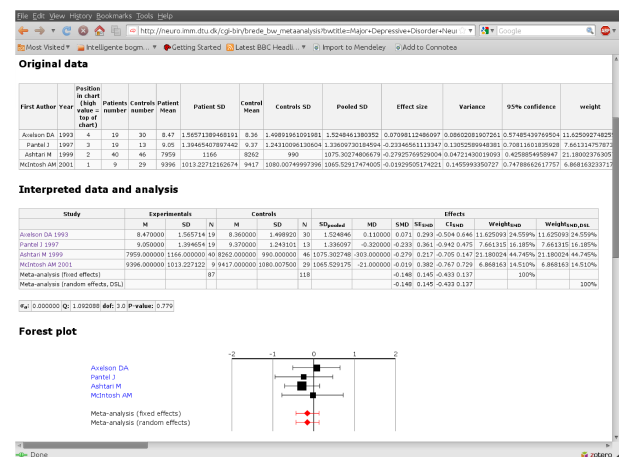 File Edit View History Bookmarks Tools Help
http://neuro.imm.dtu.dk/cgi-bin/brede_bw_metaanalysis?bwtitle=Major+Depressive+Disorder+Neu Google
Most Visited Intelligente bogm... Getting Started Latest BBC Headli... Import to Mendeley Add to Connotea
Original data
First Author Year Position in chart (high value = top of chart) Patients number Controls number Patient Mean Patient SD Control Mean Controls SD Pooled SD Effect size Variance 95% confidence weight
Axelson DA 1993 4 19 30 8.47 1.56571389468191 8.36 1.49891961091981 1.5248461380352 0.07098112486097 0.08602081907261 0.57485439769504 11.625092748255
Pantel J 1997 3 19 13 9.05 1.39465407897442 9.37 1.24310096130604 1.33609730184594 -0.23346561113347 0.13052589948381 0.70811601835928 7.661314757873
Ashtari M 1999 2 40 46 7959 1166 8262 990 1075.30274806679 -0.27925769529004 0.04721430019093 0.4258854958947 21.180023763057
McIntosh AM 2001 1 9 29 9396 1013.22712162674 9417 1080.00749997396 1065.52917474005 -0.01929505174221 0.1455993350727 0.74788662617757 6.868163233717
Interpreted data and analysis
Study Experimentals Controls Effects
M SD N M SD N SDpooled MD SMD SESMD CISMD WeightSMD WeightSMD,DSL
Axelson DA 1993 8.470000 1.565714 19 8.360000 1.498920 30 1.524846 0.110000 0.071 0.293 -0.504 0.646 11.625093 24.559% 11.625093 24.559%
Pantel J 1997 9.050000 1.394654 19 9.370000 1.243101 13 1.336097 -0.320000 -0.233 0.361 -0.942 0.475 7.661315 16.185% 7.661315 16.185%
Ashtari M 1999 7959.000000 1166.000000 40 8262.000000 990.000000 46 1075.302748 -303.000000 -0.279 0.217 -0.705 0.147 21.180024 44.745% 21.180024 44.745%
McIntosh AM 2001 9396.000000 1013.227122 9 9417.000000 1080.007500 29 1065.529175 -21.000000 -0.019 0.382 -0.767 0.729 6.868163 14.510% 6.868163 14.510%
Meta-analysis (fixed effects) 87 118 -0.148 0.145 -0.433 0.137 100%
Meta-analysis (random effects, DSL) -0.148 0.145 -0.433 0.137 100%
0.000000 Q: 1.092088 dof: 3.0 P-value: 0.779
Forest plot
-2 -1 0 1 2
Axelson DA
Pantel J
Ashtari M
McIntosh AM
Meta-analysis (fixed effects)
Meta-analysis (random effects)
Done zotero